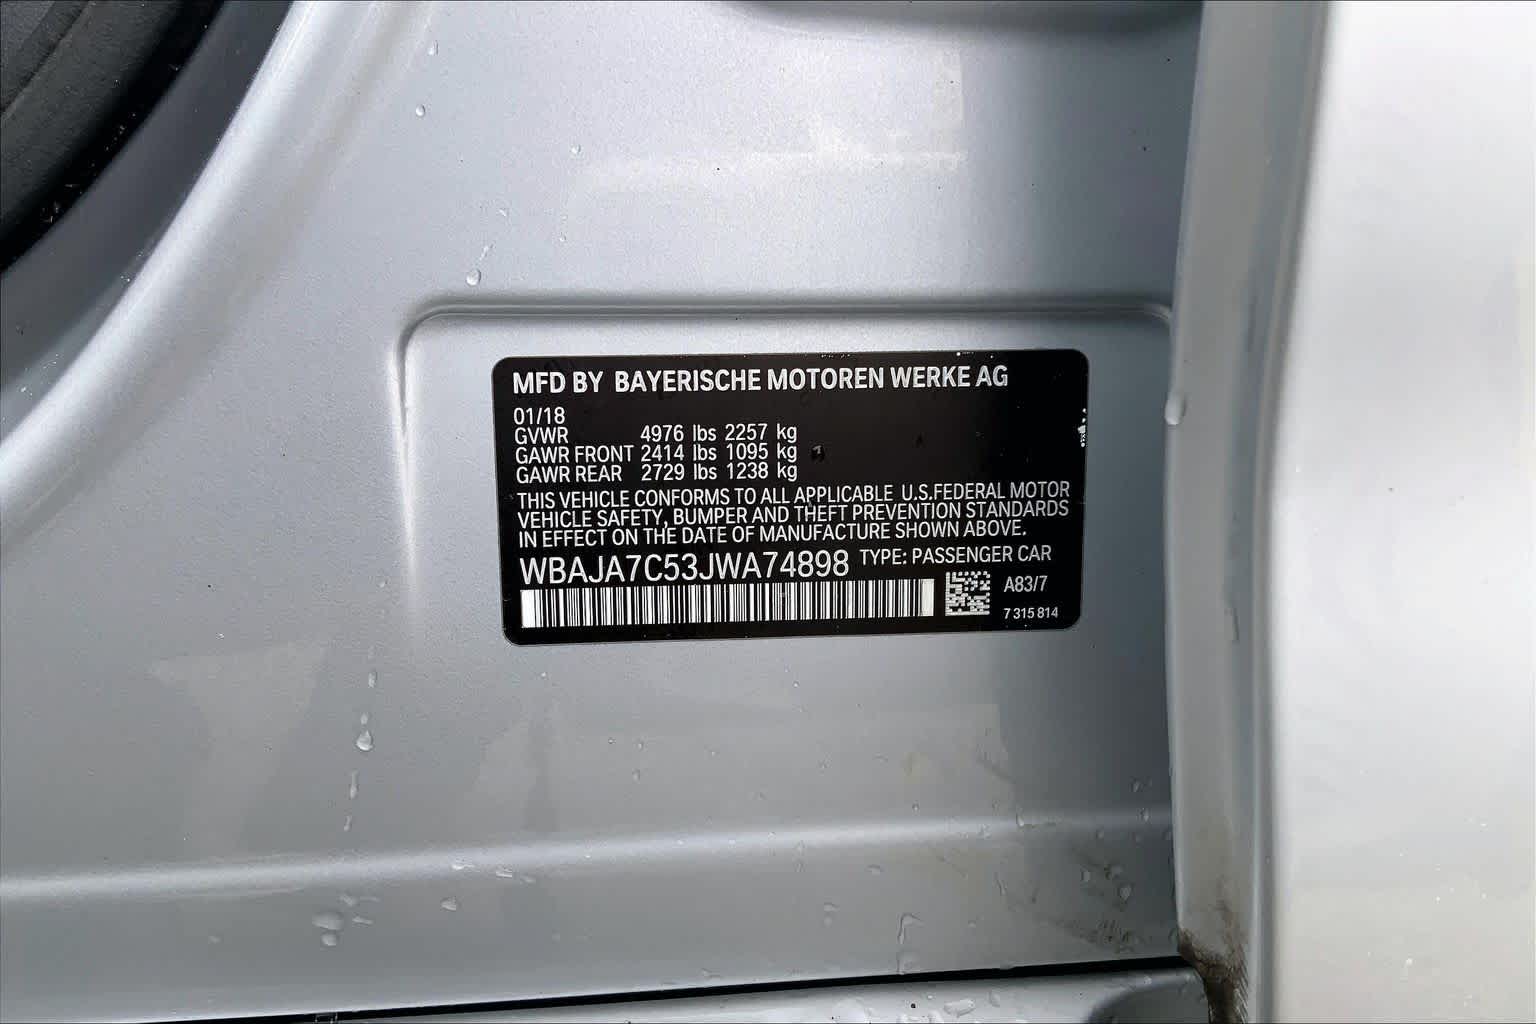 MFD BY BAYERISCHE MOTOREN WERKE AG
01/18
GVWR 4976 lbs 2257 kg
GAWR FRONT 2414 lbs 1095 kg
GAWR REAR 2729 lbs 1238 kg
THIS VEHICLE CONFORMS TO ALL APPLICABLE U.S.FEDERAL MOTOR
VEHICLE SAFETY, BUMPER AND THEFT PREVENTION STANDARDS
IN EFFECT ON THE DATE OF MANUFACTURE SHOWN ABOVE.
WBAJA7C53JWA74898 TYPE: PASSENGER CAR
A83/7
7 315 814